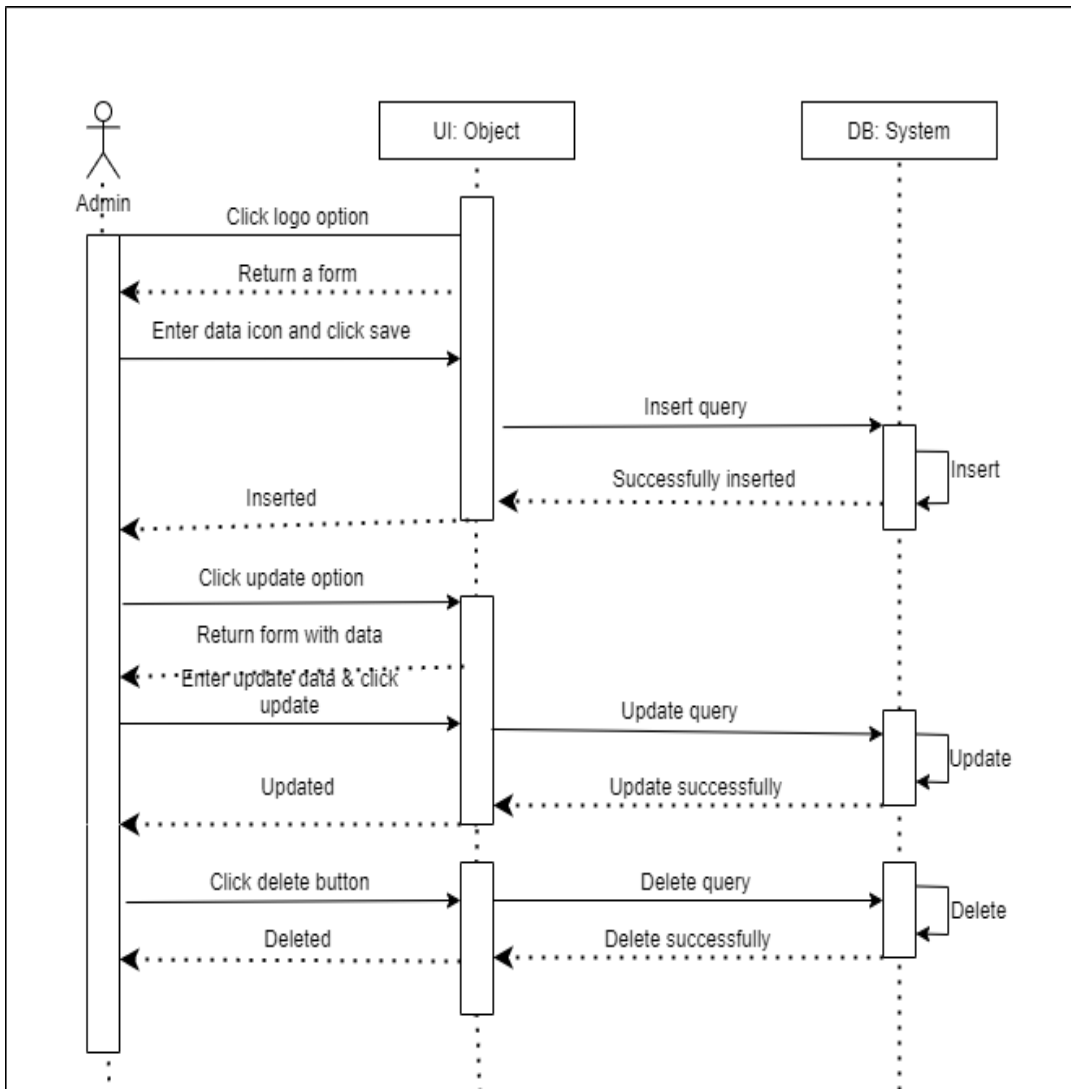 UI: Object
DB: System
Admin
Click logo option
Return a form
Enter data icon and click save
Insert query
Insert
Successfully inserted
Inserted
Click update option
Return form with data
Enter update data & click
update
Update query
Update
Update successfully
Updated
Click delete button
Delete query
Delete
Delete successfully
Deleted